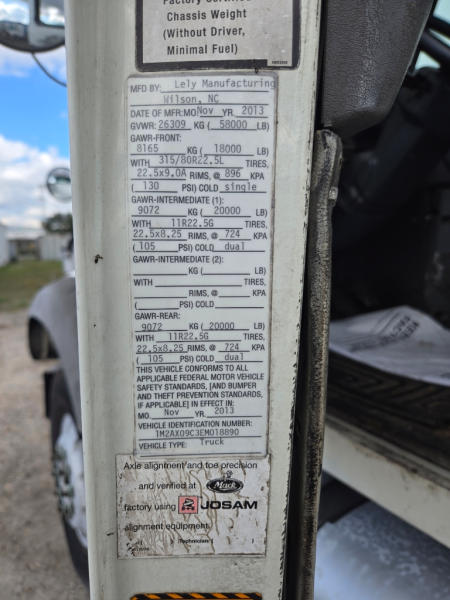 Factory Certified
Chassis Weight
(Without Driver,
Minimal Fuel)
MFD BY: Lely Manufacturing
Wilson, NC
DATE OF MFR:MO Nov YR 2013
GVWR: 26309 KG ( 58000 LB)
GAWR-FRONT:
8165 KG ( 18000 LB)
WITH 315/80R22.5L TIRES,
22.5x9.0A RIMS, @ 896 KPA
( 130 PSI) COLD single
GAWR-INTERMEDIATE (1):
9072 KG ( 20000 LB)
WITH 11R22.5G TIRES,
22.5x8.25 RIMS, @ 724 KPA
( 105 PSI) COLD dual
GAWR-INTERMEDIATE (2):
KG ( LB)
WITH TIRES,
RIMS, @ KPA
( PSI) COLD
GAWR-REAR:
9072 KG ( 20000 LB)
WITH 11R22.5G TIRES,
22.5x8.25 RIMS, @ 724 KPA
( 105 PSI) COLD dual
THIS VEHICLE CONFORMS TO ALL
APPLICABLE FEDERAL MOTOR VEHICLE
SAFETY STANDARDS, [AND BUMPER
AND THEFT PREVENTION STANDARDS,
IF APPLICABLE] IN EFFECT IN:
MO. Nov YR. 2013
VEHICLE IDENTIFICATION NUMBER:
1M2AX09C3EM018890
VEHICLE TYPE: Truck
Axle alignment and toe precision
and verified at Mack
factory using JOSAM
alignment equipment.
Technician